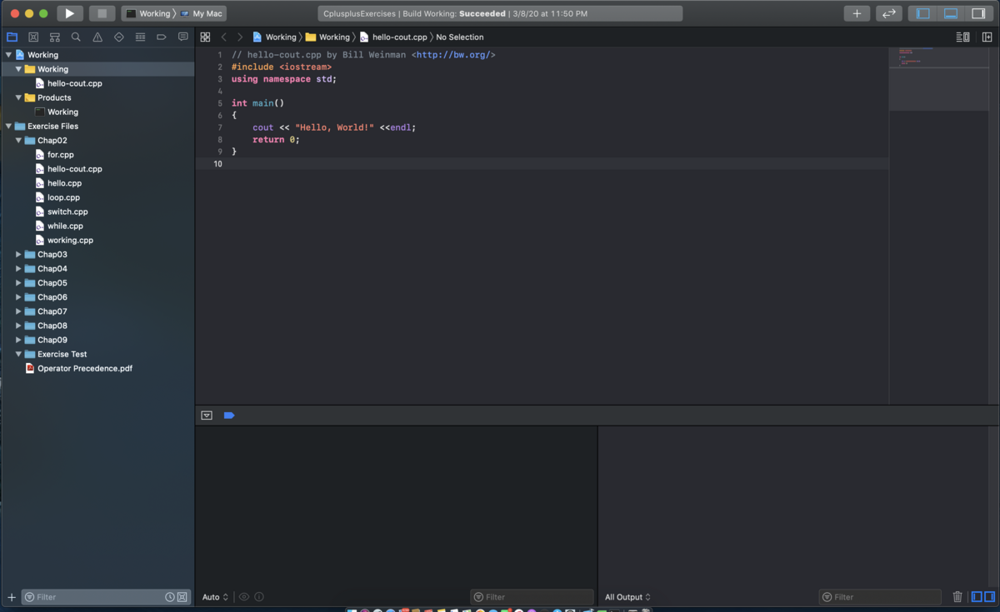 Working 〉 My Mac
CplusplusExercises | Build Working: Succeeded | 3/8/20 at 11:50 PM
Working 〉 Working 〉 hello-cout.cpp 〉 No Selection
Working
Working
hello-cout.cpp
Products
Working
Exercise Files
Chap02
for.cpp
hello-cout.cpp
hello.cpp
loop.cpp
switch.cpp
while.cpp
working.cpp
Chap03
Chap04
Chap05
Chap06
Chap07
Chap08
Chap09
Exercise Test
Operator Precedence.pdf
1 // hello-cout.cpp by Bill Weinman <http://bw.org/>
2 #include <iostream>
3 using namespace std;
4
5 int main()
6 {
7 cout << "Hello, World!" <<endl;
8 return 0;
9 }
10
Filter
Auto
Filter
All Output
Filter